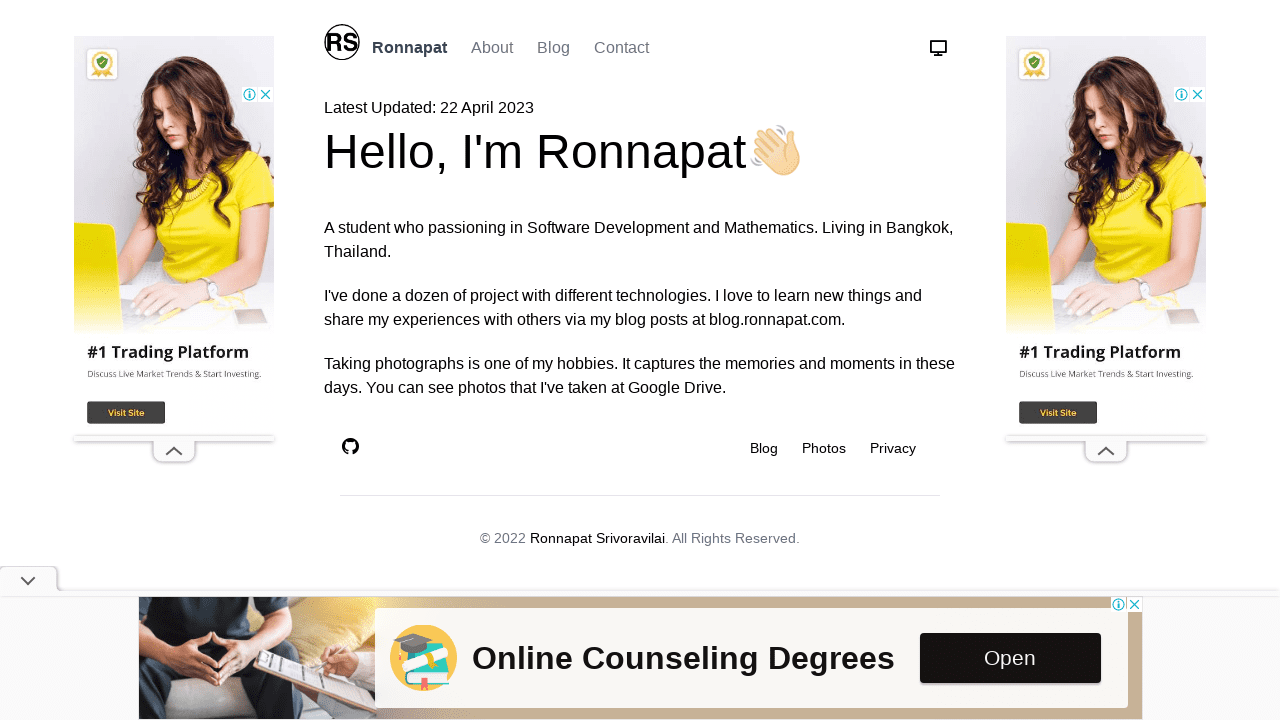 RS
Ronnapat About Blog Contact
Latest Updated: 22 April 2023
Hello, I'm Ronnapat👋🏼
A student who passioning in Software Development and Mathematics. Living in Bangkok,
Thailand.
I've done a dozen of project with different technologies. I love to learn new things and
share my experiences with others via my blog posts at blog.ronnapat.com.
Taking photographs is one of my hobbies. It captures the memories and moments in these
days. You can see photos that I've taken at Google Drive.
Blog Photos Privacy
© 2022 Ronnapat Srivoravilai. All Rights Reserved.
#1 Trading Platform
Discuss Live Market Trends & Start Investing.
Visit Site
#1 Trading Platform
Discuss Live Market Trends & Start Investing.
Visit Site
Online Counseling Degrees
Open